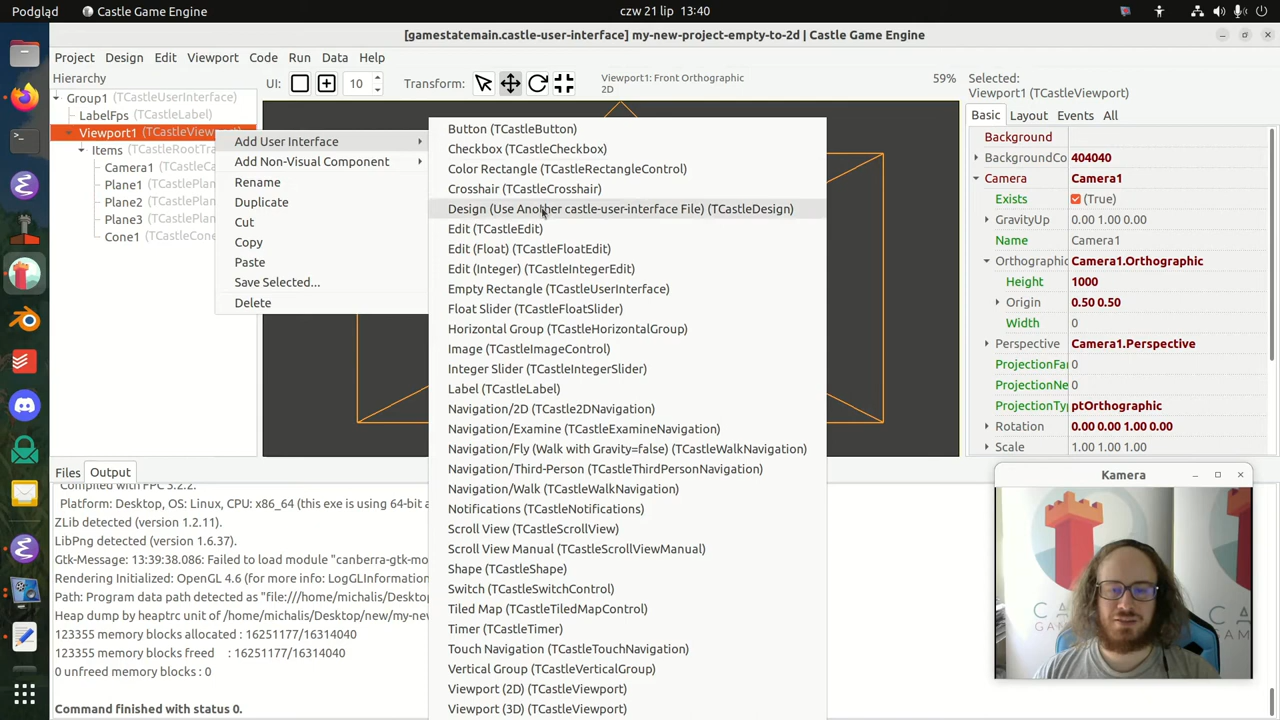 Podgląd
Castle Game Engine
czw 21 lip 13:40
[gamestatemain.castle-user-interface] my-new-project-empty-to-2d | Castle Game Engine
Project Design Edit Viewport Code Run Data Help
Hierarchy
Group1 (TCastleUserInterface)
LabelFps (TCastleLabel)
Viewport1 (TCastleViewport)
Items (TCastleRootTra
Camera1 (TCastleCa
Plane1 (TCastlePlan
Plane2 (TCastlePlan
Plane3 (TCastlePlan
Cone1 (TCastleCone
UI: 10 Transform:
Viewport1: Front Orthographic
2D
59%
Add User Interface
Add Non-Visual Component
Rename
Duplicate
Cut
Copy
Paste
Save Selected...
Delete
Button (TCastleButton)
Checkbox (TCastleCheckbox)
Color Rectangle (TCastleRectangleControl)
Crosshair (TCastleCrosshair)
Design (Use Another castle-user-interface File) (TCastleDesign)
Edit (TCastleEdit)
Edit (Float) (TCastleFloatEdit)
Edit (Integer) (TCastleIntegerEdit)
Empty Rectangle (TCastleUserInterface)
Float Slider (TCastleFloatSlider)
Horizontal Group (TCastleHorizontalGroup)
Image (TCastleImageControl)
Integer Slider (TCastleIntegerSlider)
Label (TCastleLabel)
Navigation/2D (TCastle2DNavigation)
Navigation/Examine (TCastleExamineNavigation)
Navigation/Fly (Walk with Gravity=false) (TCastleWalkNavigation)
Navigation/Third-Person (TCastleThirdPersonNavigation)
Navigation/Walk (TCastleWalkNavigation)
Notifications (TCastleNotifications)
Scroll View (TCastleScrollView)
Scroll View Manual (TCastleScrollViewManual)
Shape (TCastleShape)
Switch (TCastleSwitchControl)
Tiled Map (TCastleTiledMapControl)
Timer (TCastleTimer)
Touch Navigation (TCastleTouchNavigation)
Vertical Group (TCastleVerticalGroup)
Viewport (2D) (TCastleViewport)
Viewport (3D) (TCastleViewport)
Selected:
Viewport1 (TCastleViewport)
Basic Layout Events All
Background
BackgroundCo 404040
Camera Camera1
Exists (True)
GravityUp 0.00 1.00 0.00
Name Camera1
Orthographic Camera1.Orthographic
Height 1000
Origin 0.50 0.50
Width 0
Perspective Camera1.Perspective
ProjectionFar 0
ProjectionNe 0
ProjectionTyp ptOrthographic
Rotation 0.00 0.00 1.00 0.00
Scale 1.00 1.00 1.00
Files Output
Compiled with FPC 3.2.2.
Platform: Desktop, OS: Linux, CPU: x86_64 (this exe is using 64-bit a
ZLib detected (version 1.2.11).
LibPng detected (version 1.6.37).
Gtk-Message: 13:39:38.086: Failed to load module "canberra-gtk-mo
Rendering Initialized: OpenGL 4.6 (for more info: LogGLInformation
Path: Program data path detected as "file:///home/michalis/Desktop
Heap dump by heaptrc unit of /home/michalis/Desktop/new/my-new
123355 memory blocks allocated : 16251177/16314040
123355 memory blocks freed : 16251177/16314040
0 unfreed memory blocks : 0
Command finished with status 0.
Kamera